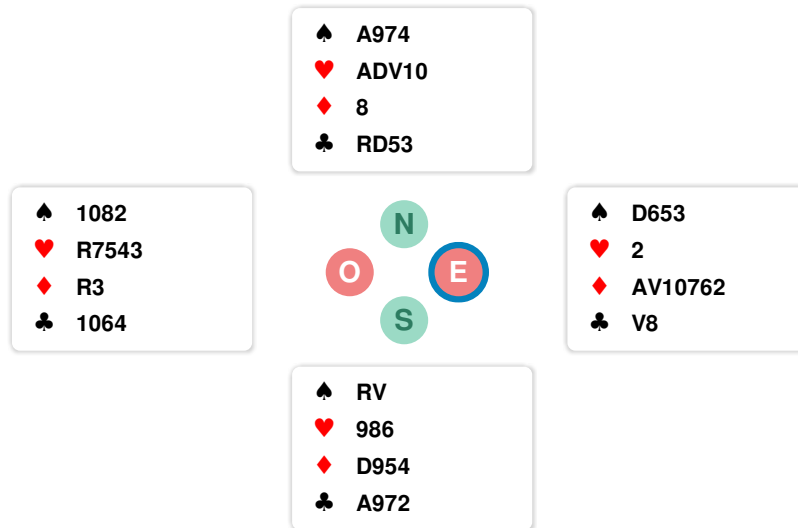 ♠ A974
♥ ADV10
♦ 8
♣ RD53
♠ 1082
♥ R7543
♦ R3
♣ 1064
N
O E
S
♠ D653
♥ 2
♦ AV10762
♣ V8
♠ RV
♥ 986
♦ D954
♣ A972